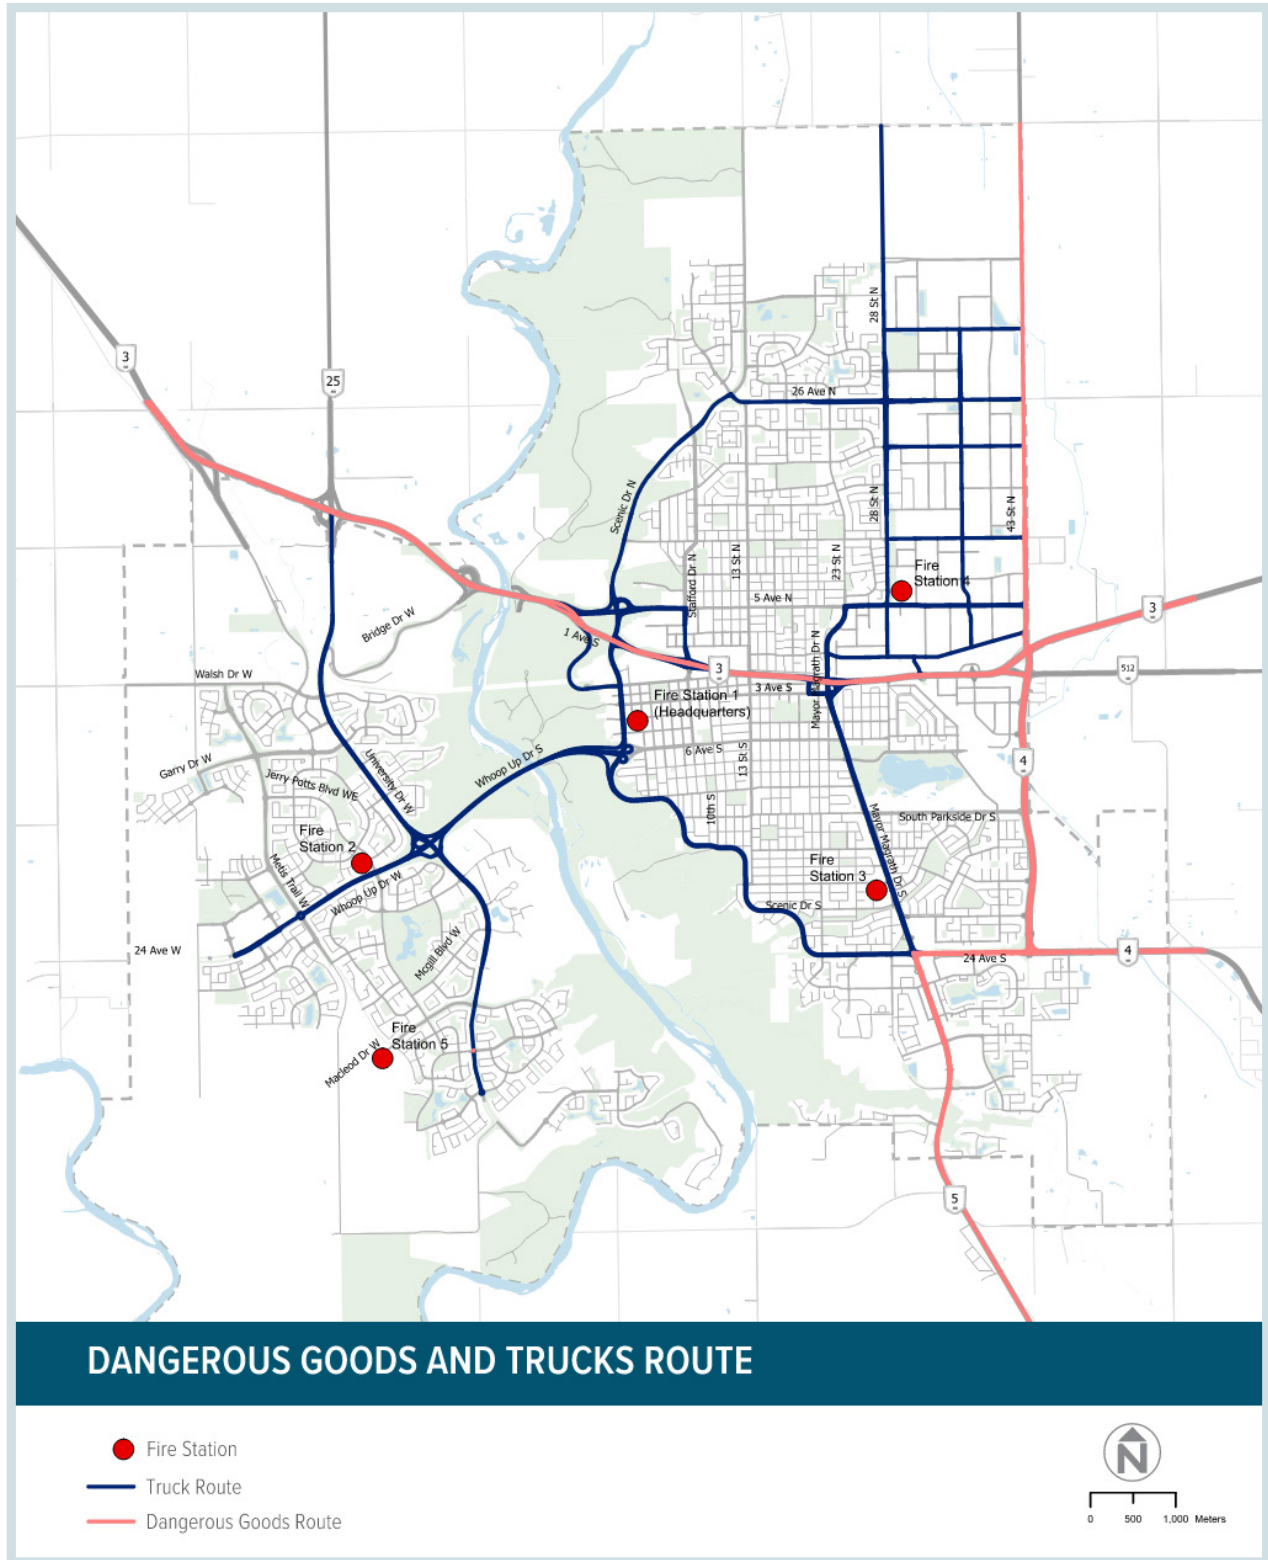 28 St N
3
25
26 Ave N
Scenic Dr N
28 St N
43 St N
Stafford Dr N
13 St N
23 St N
Fire
Station 4
5 Ave N
3
Bridge Dr W
1 Ave S
Mayor Magrath Dr N
3
512
Walsh Dr W
3 Ave S
Fire Station 1
(Headquarters)
6 Ave S
13 St S
4
Garry Dr W
University Dr W
Whoop Up Dr S
Jerry Potts Blvd WE
10th S
Mayor Magrath Dr S
South Parkside Dr S
Fire
Station 2
Metis Trail W
Whoop Up Dr W
Fire
Station 3
Scenic Dr S
24 Ave W
Mcgill Blvd W
24 Ave S
4
Fire
Station 5
Macleod Dr W
5
DANGEROUS GOODS AND TRUCKS ROUTE
Fire Station
Truck Route
Dangerous Goods Route
N
0 500 1,000 Meters